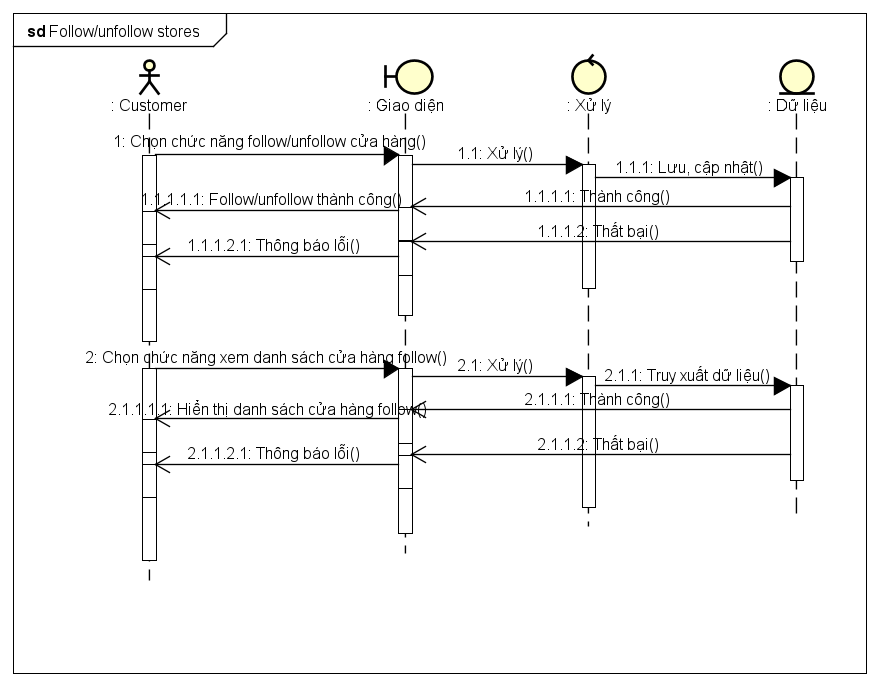 sd Follow/unfollow stores
: Customer
: Giao diện
: Xử lý
: Dữ liệu
1: Chọn chức năng follow/unfollow cửa hàng()
1.1: Xử lý()
1.1.1: Lưu, cập nhật()
1.1.1.1: Thành công()
1.1.1.1.1: Follow/unfollow thành công()
1.1.1.2: Thất bại()
1.1.1.2.1: Thông báo lỗi()
2: Chọn chức năng xem danh sách cửa hàng follow()
2.1: Xử lý()
2.1.1: Truy xuất dữ liệu()
2.1.1.1: Thành công()
2.1.1.1.1: Hiển thị danh sách cửa hàng follow()
2.1.1.2: Thất bại()
2.1.1.2.1: Thông báo lỗi()